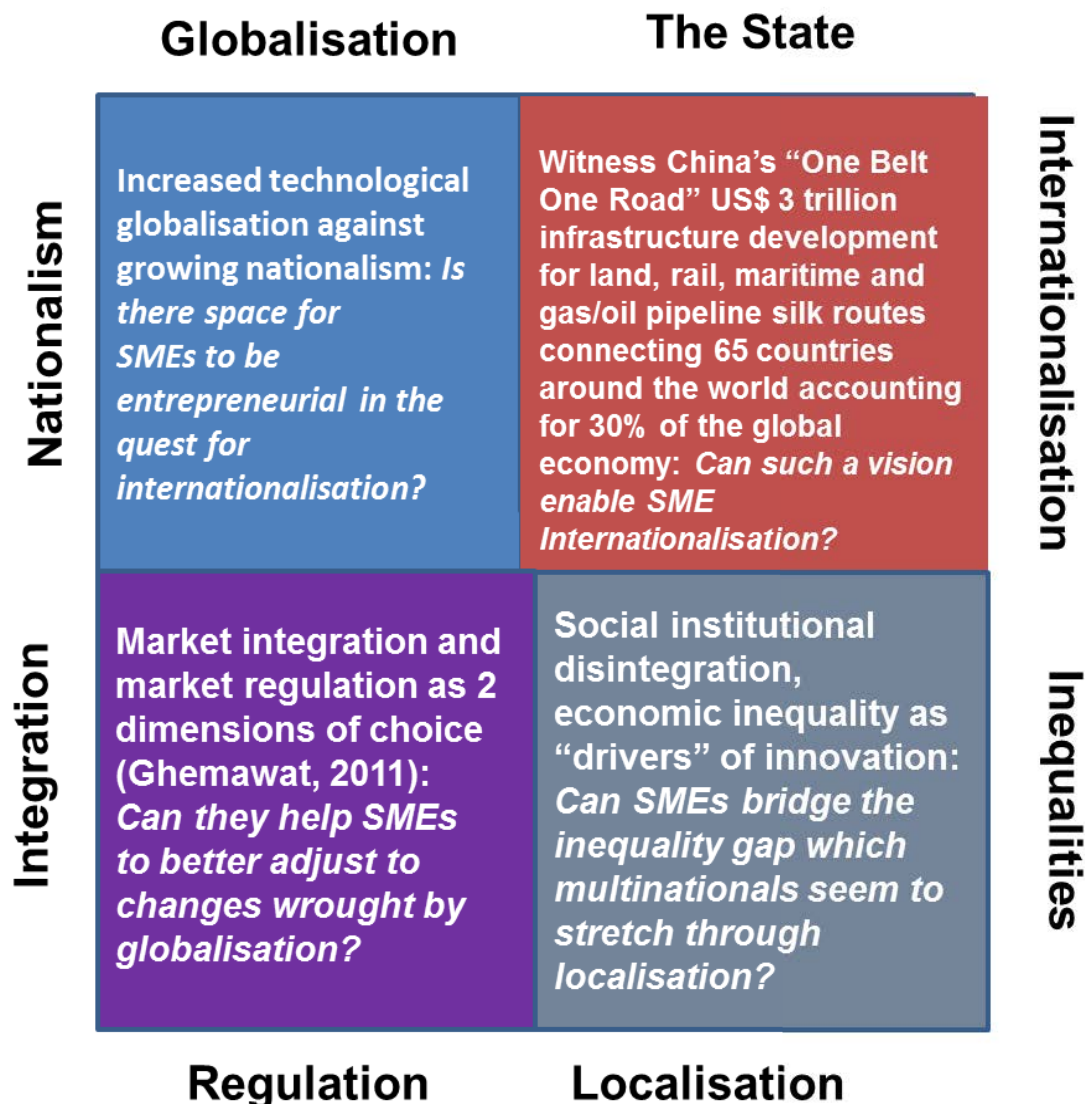 Globalisation
The State
Nationalism
Increased technological
globalisation against
growing nationalism: Is
there space for
SMEs to be
entrepreneurial in the
quest for
internationalisation?
Witness China’s “One Belt
One Road” US$ 3 trillion
infrastructure development
for land, rail, maritime and
gas/oil pipeline silk routes
connecting 65 countries
around the world accounting
for 30% of the global
economy: Can such a vision
enable SME
Internationalisation?
Internationalisation
Integration
Market integration and
market regulation as 2
dimensions of choice
(Ghemawat, 2011):
Can they help SMEs
to better adjust to
changes wrought by
globalisation?
Social institutional
disintegration,
economic inequality as
“drivers” of innovation:
Can SMEs bridge the
inequality gap which
multinationals seem to
stretch through
localisation?
Inequalities
Regulation
Localisation